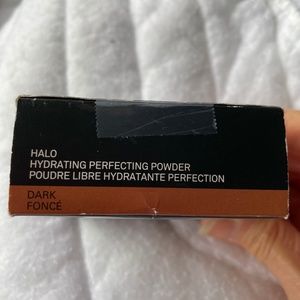 HALO
HYDRATING PERFECTING POWDER
POUDRE LIBRE HYDRATANTE PERFECTION
DARK
FONCÉ